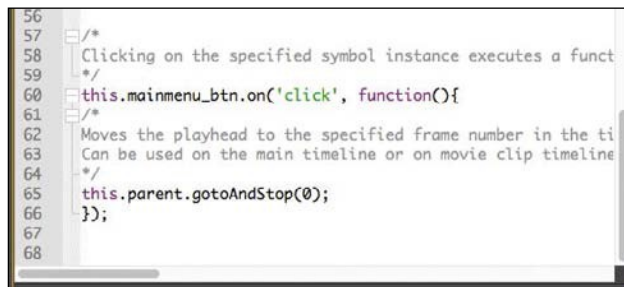 56
57 /*
58 Clicking on the specified symbol instance executes a funct
59 */
60 this.mainmenu_btn.on('click', function(){
61 /*
62 Moves the playhead to the specified frame number in the ti
63 Can be used on the main timeline or on movie clip timeline
64 */
65 this.parent.gotoAndStop(0);
66 });
67
68